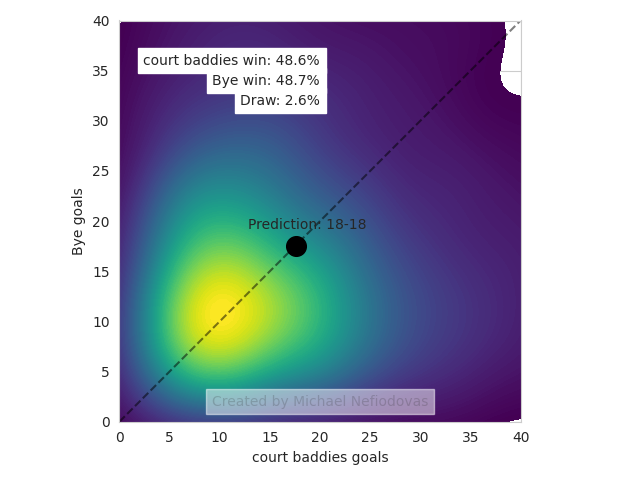 40
35
30
25
20
15
10
5
0
Bye goals
court baddies win: 48.6%
Bye win: 48.7%
Draw: 2.6%
Prediction: 18-18
Created by Michael Nefiodovas
0 5 10 15 20 25 30 35 40
court baddies goals